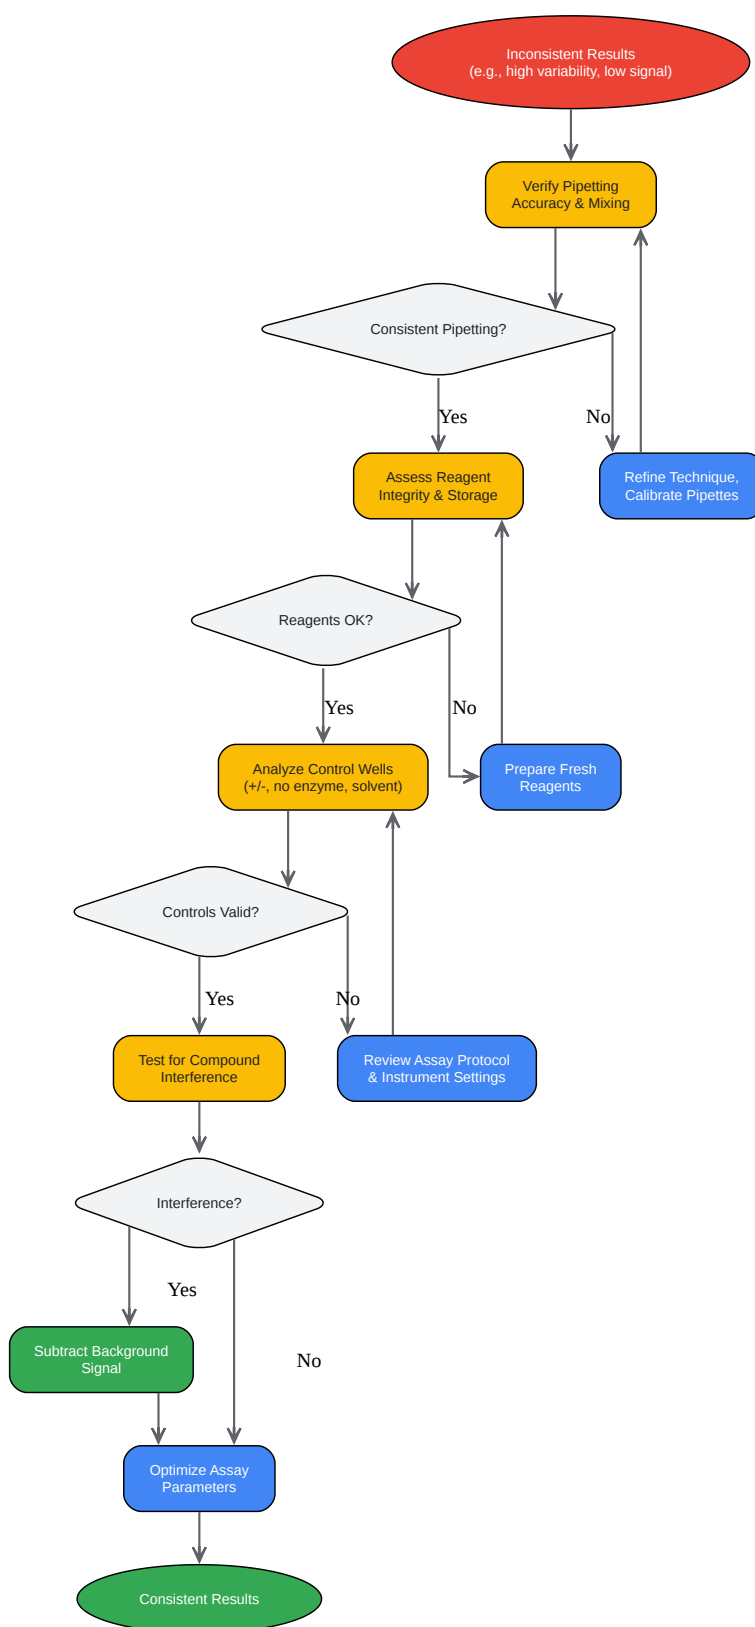 Inconsistent Results
(e.g., high variability, low signal)
Verify Pipetting
Accuracy & Mixing
Consistent Pipetting?
Yes
No
Assess Reagent
Integrity & Storage
Refine Technique,
Calibrate Pipettes
Reagents OK?
Yes
No
Analyze Control Wells
(+/-, no enzyme, solvent)
Prepare Fresh
Reagents
Controls Valid?
Yes
No
Test for Compound
Interference
Review Assay Protocol
& Instrument Settings
Interference?
Yes
Subtract Background
Signal
No
Optimize Assay
Parameters
Consistent Results